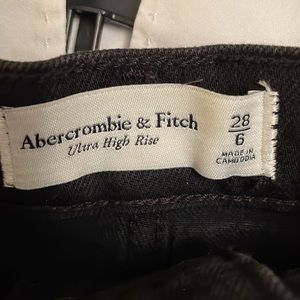 Abercrombie & Fitch
Ultra High Rise
28
6
MADE IN
CAMBODIA